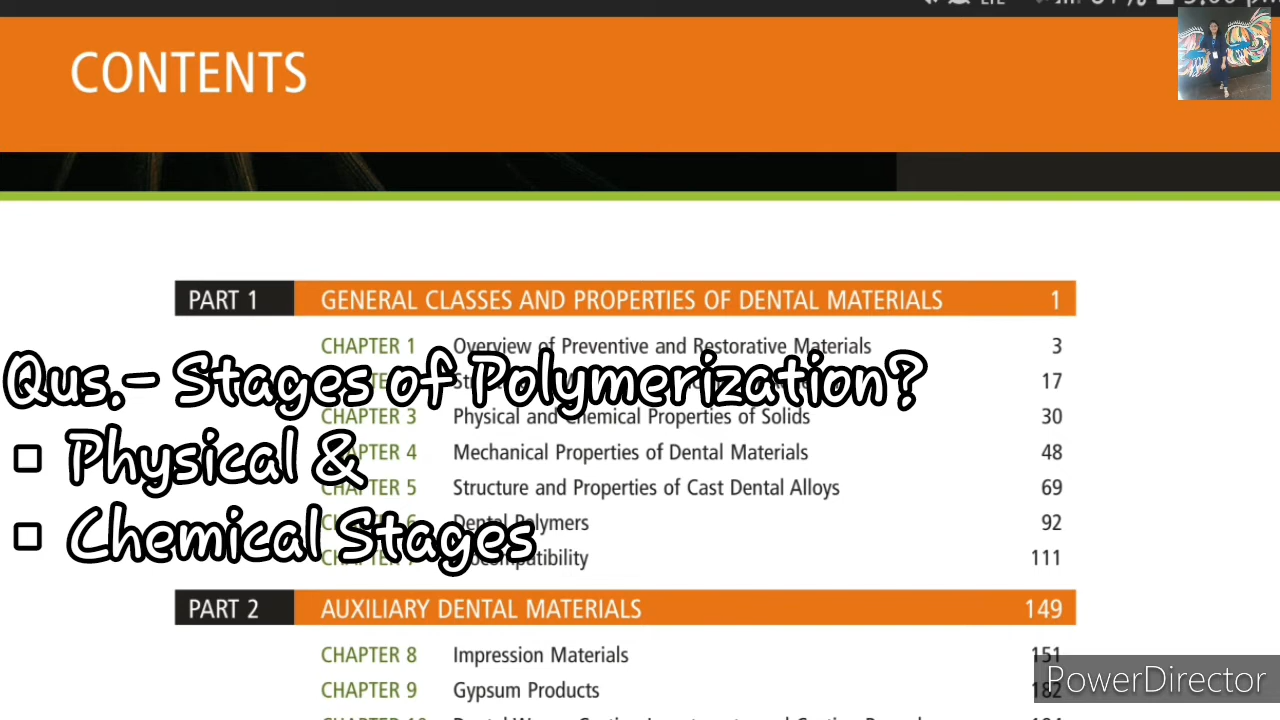 CONTENTS
PART 1 GENERAL CLASSES AND PROPERTIES OF DENTAL MATERIALS 1
CHAPTER 1 Overview of Preventive and Restorative Materials 3
Qus.- Stages of Polymerization?
17
CHAPTER 3 Physical and Chemical Properties of Solids 30
▪ Physical &
CHAPTER 4 Mechanical Properties of Dental Materials 48
CHAPTER 5 Structure and Properties of Cast Dental Alloys 69
▪ Chemical Stages
Dental Polymers 92
111
PART 2 AUXILIARY DENTAL MATERIALS 149
CHAPTER 8 Impression Materials 151
CHAPTER 9 Gypsum Products 182
PowerDirector